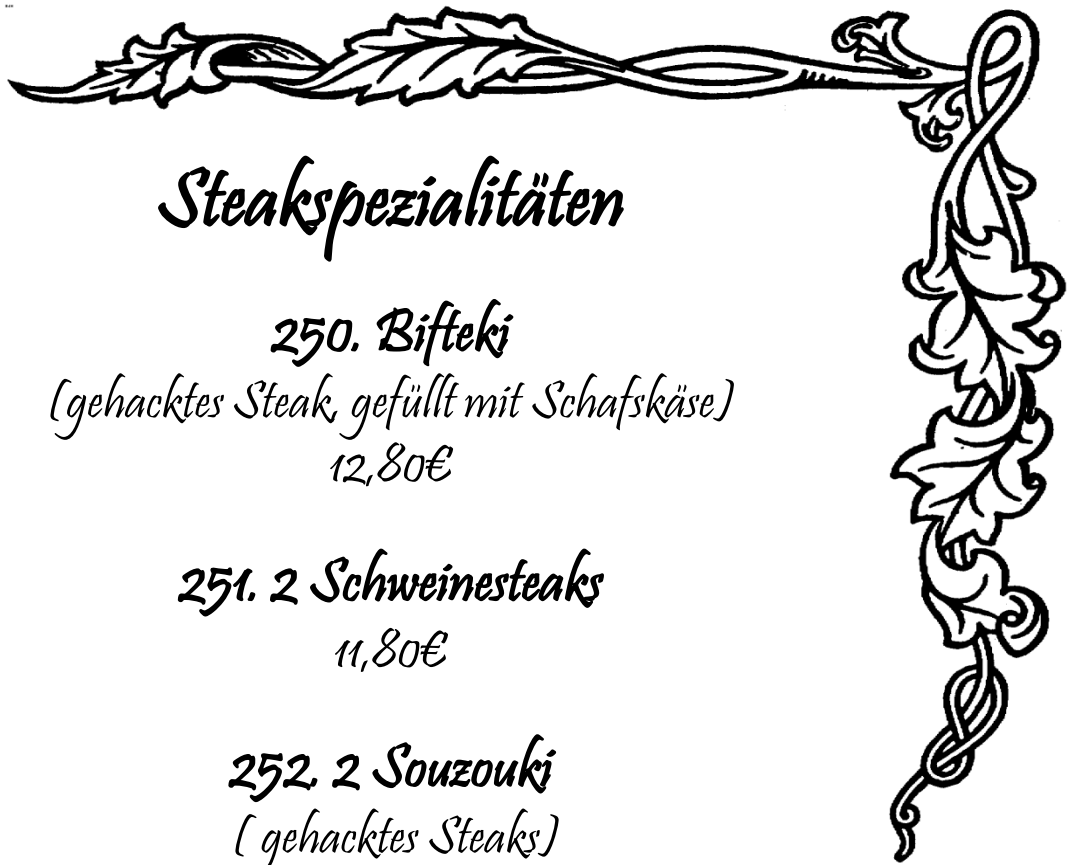 Steakspezialitäten
250. Bifteki
(gehacktes Steak, gefüllt mit Schafskäse)
12,80€
251. 2 Schweinesteaks
11,80€
252. 2 Souzouki
( gehacktes Steaks)